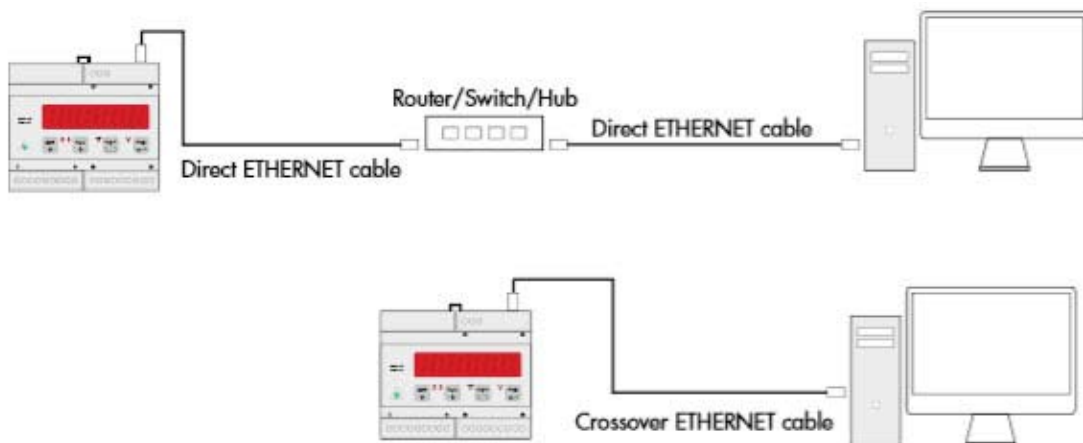 Router/Switch/Hub
Direct ETHERNET cable
Direct ETHERNET cable
Crossover ETHERNET cable